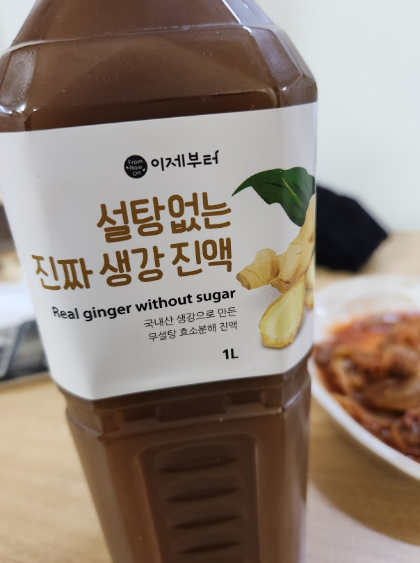 From
Now
On
이제부터
설탕없는
진짜 생강 진액
Real ginger without sugar
국내산 생강으로 만든
무설탕 효소분해 진액
1L